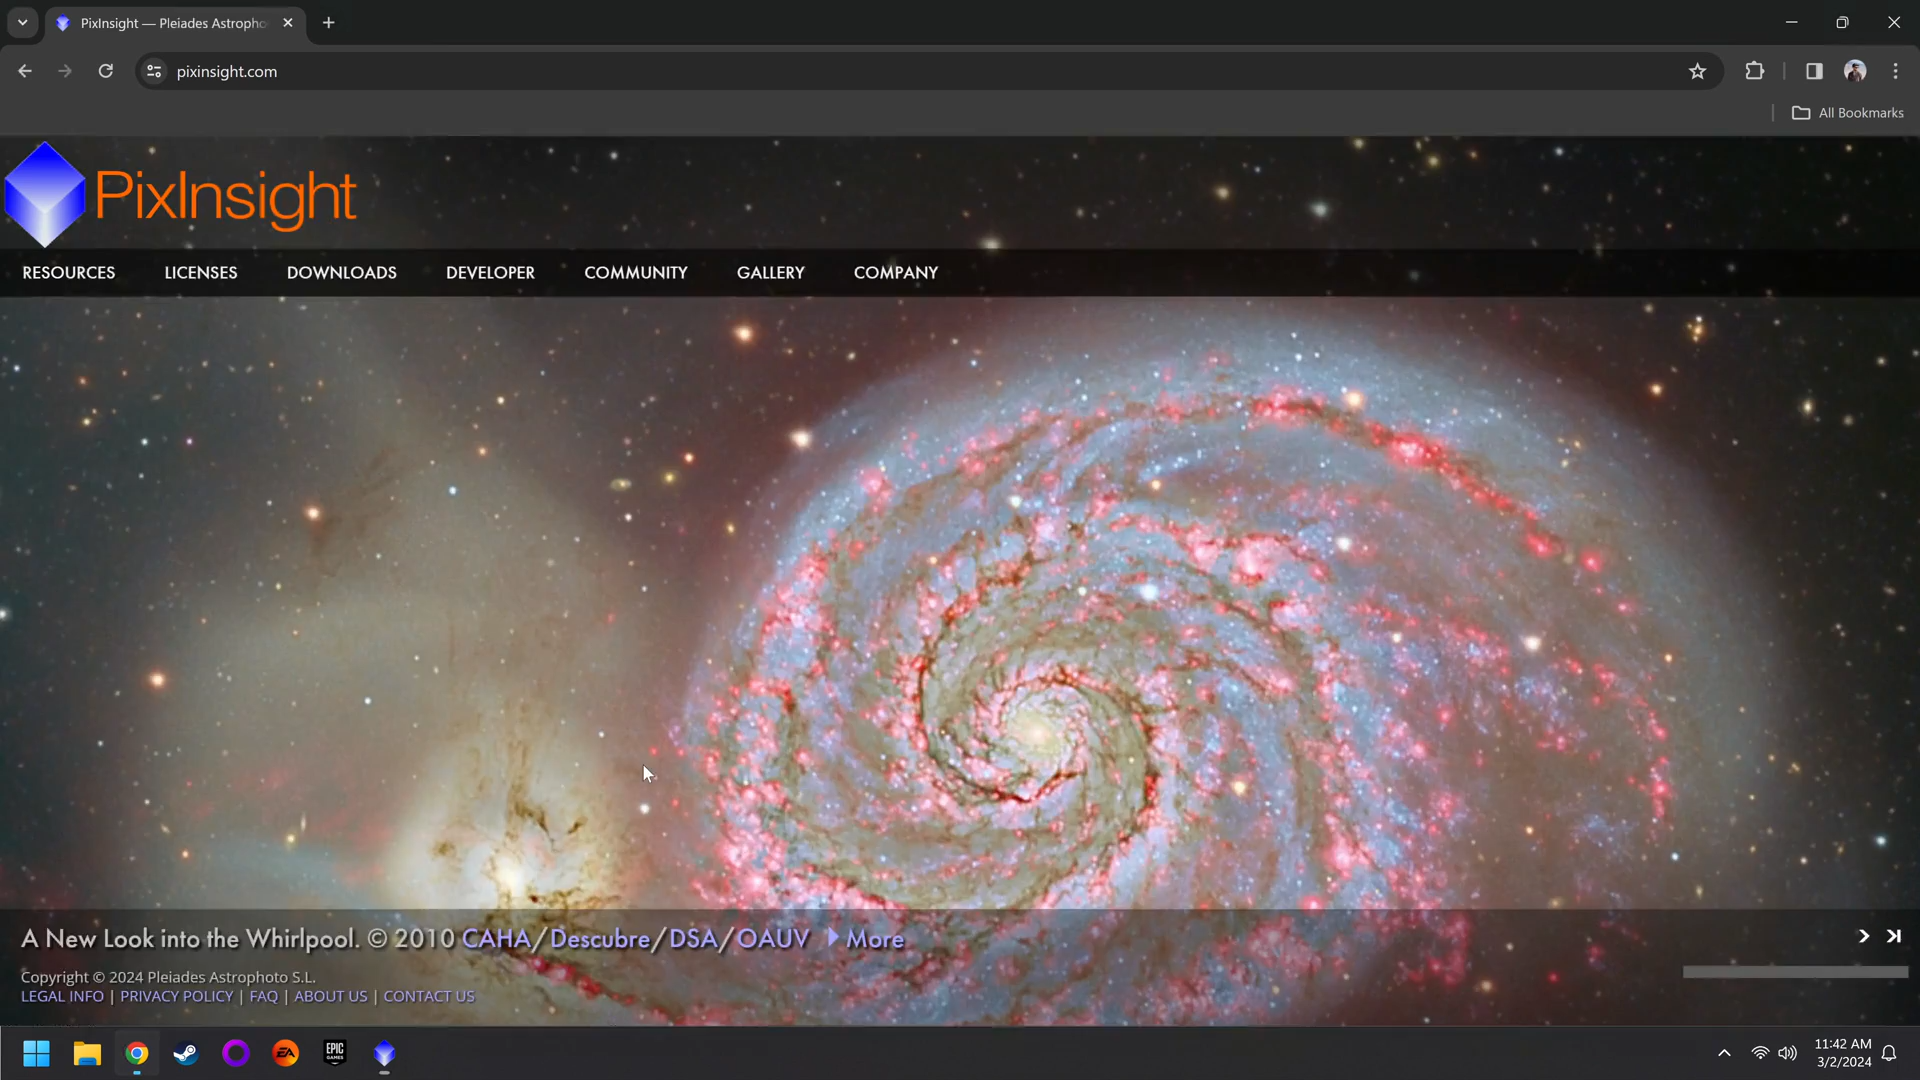 PixInsight — Pleiades Astropho
pixinsight.com
All Bookmarks
PixInsight
RESOURCES LICENSES DOWNLOADS DEVELOPER COMMUNITY GALLERY COMPANY
A New Look into the Whirlpool. © 2010 CAHA/Descubre/DSA/OAUV More
Copyright © 2024 Pleiades Astrophoto S.L.
LEGAL INFO | PRIVACY POLICY | FAQ | ABOUT US | CONTACT US
EA
EPIC
GAMES
11:42 AM
3/2/2024